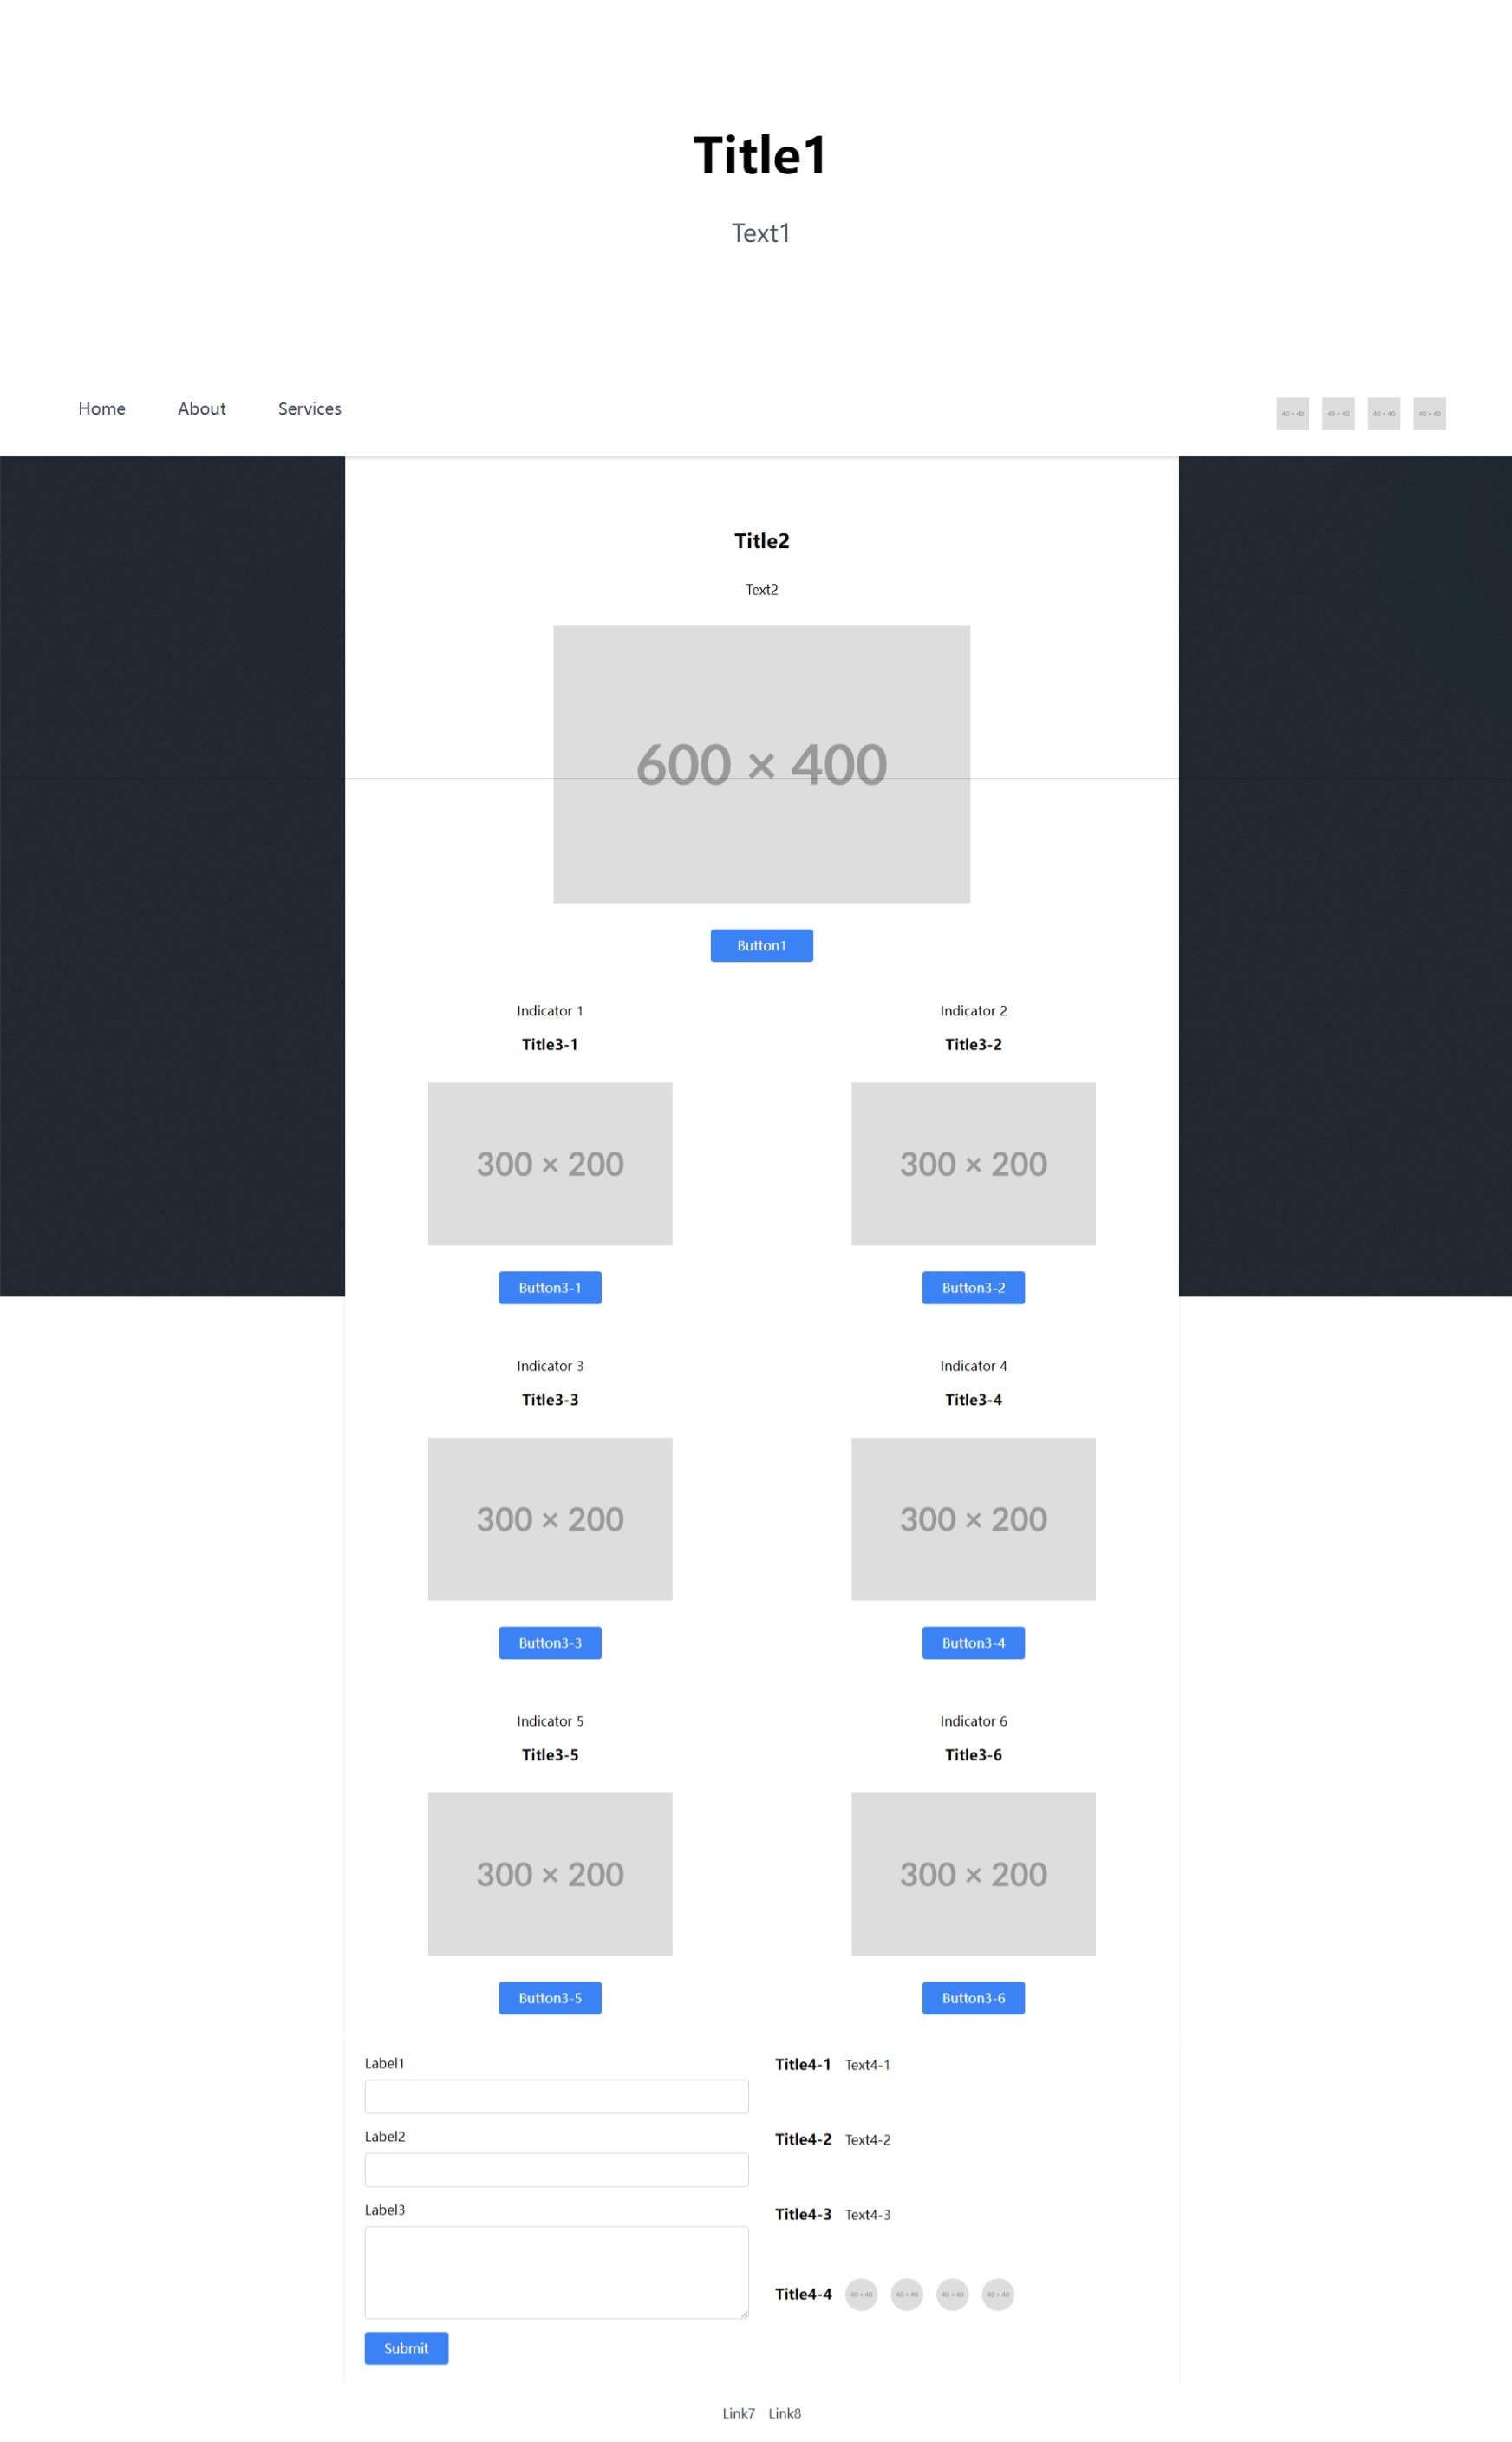 Title1
Text1
Home About Services
40 × 40 40 × 40 40 × 40 40 × 40
Title2
Text2
600 × 400
Button1
Indicator 1 Indicator 2
Title3-1 Title3-2
300 × 200 300 × 200
Button3-1 Button3-2
Indicator 3 Indicator 4
Title3-3 Title3-4
300 × 200 300 × 200
Button3-3 Button3-4
Indicator 5 Indicator 6
Title3-5 Title3-6
300 × 200 300 × 200
Button3-5 Button3-6
Label1
Label2
Label3
Submit
Title4-1 Text4-1
Title4-2 Text4-2
Title4-3 Text4-3
Title4-4 40 × 40 40 × 40 40 × 40 40 × 40
Link7 Link8